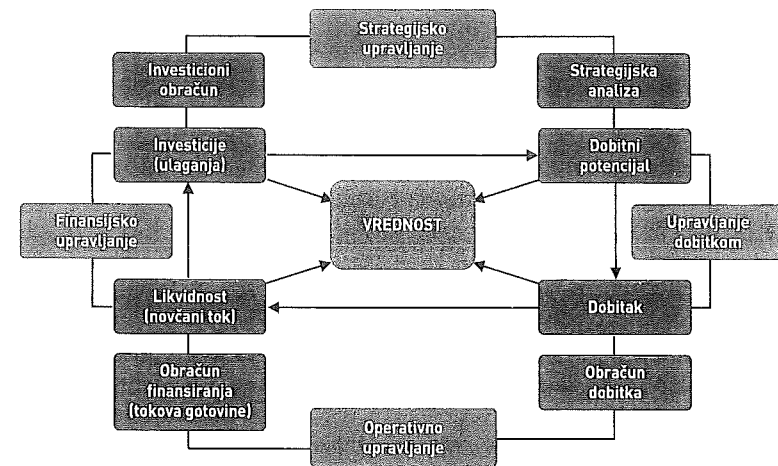 Strategijsko
upravljanje
Investicioni
obračun
Strategijska
analiza
Investicije
(ulaganja)
Dobitni
potencijal
Finansijsko
upravljanje
VREDNOST
Upravljanje
dobitkom
Likvidnost
(novčani tok)
Dobitak
Obračun
finansiranja
(tokova gotovine)
Obračun
dobitka
Operativno
upravljanje